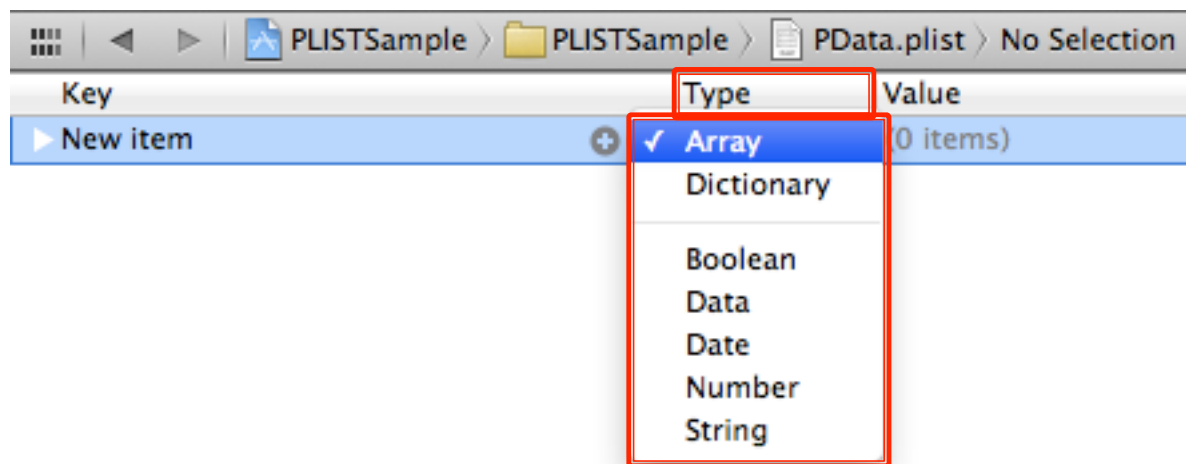 PLISTSample PLISTSample PData.plist No Selection
Key Type Value
New item ✓ Array (0 items)
Dictionary
Boolean
Data
Date
Number
String